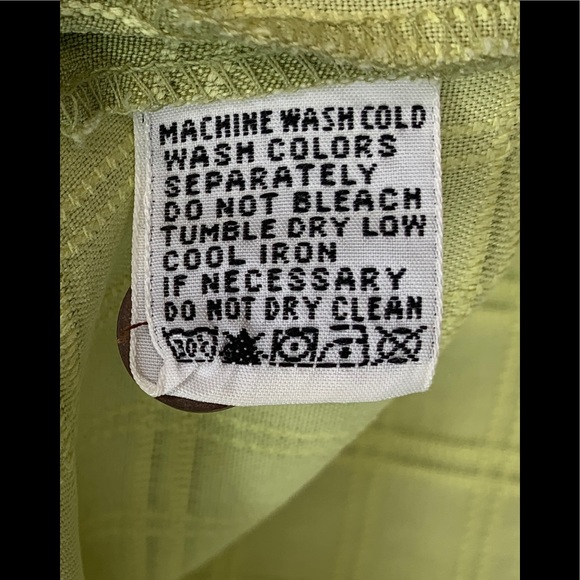 MACHINE WASH COLD
WASH COLORS
SEPARATELY
DO NOT BLEACH
TUMBLE DRY LOW
COOL IRON
IF NECESSARY
DO NOT DRY CLEAN
30°